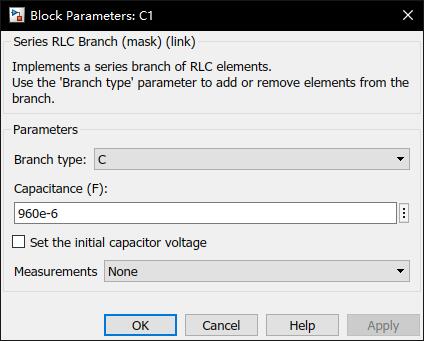 Block Parameters: C1
Series RLC Branch (mask) (link)
Implements a series branch of RLC elements.
Use the 'Branch type' parameter to add or remove elements from the
branch.
Parameters
Branch type: C
Capacitance (F):
960e-6
Set the initial capacitor voltage
Measurements None
OK Cancel Help Apply